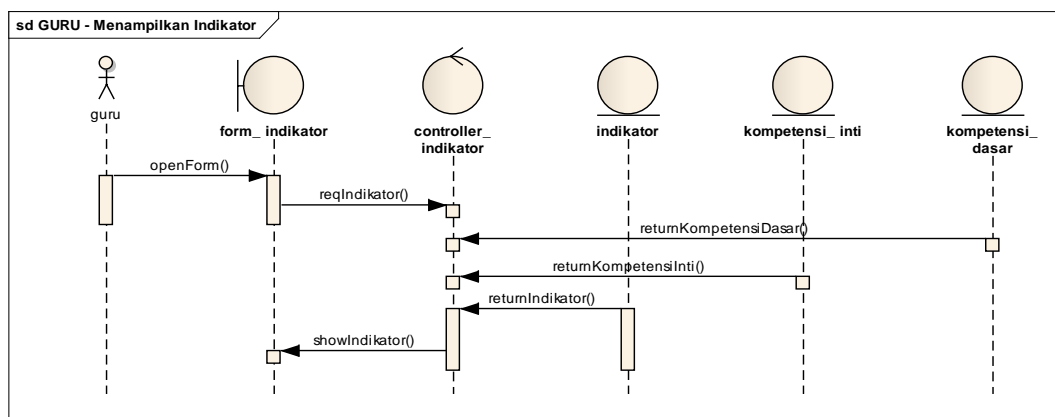 sd GURU - Menampilkan Indikator
guru
form_ indikator
controller_
indikator
indikator
kompetensi_ inti
kompetensi_
dasar
openForm()
reqIndikator()
returnKompetensiDasar()
returnKompetensiInti()
returnIndikator()
showIndikator()